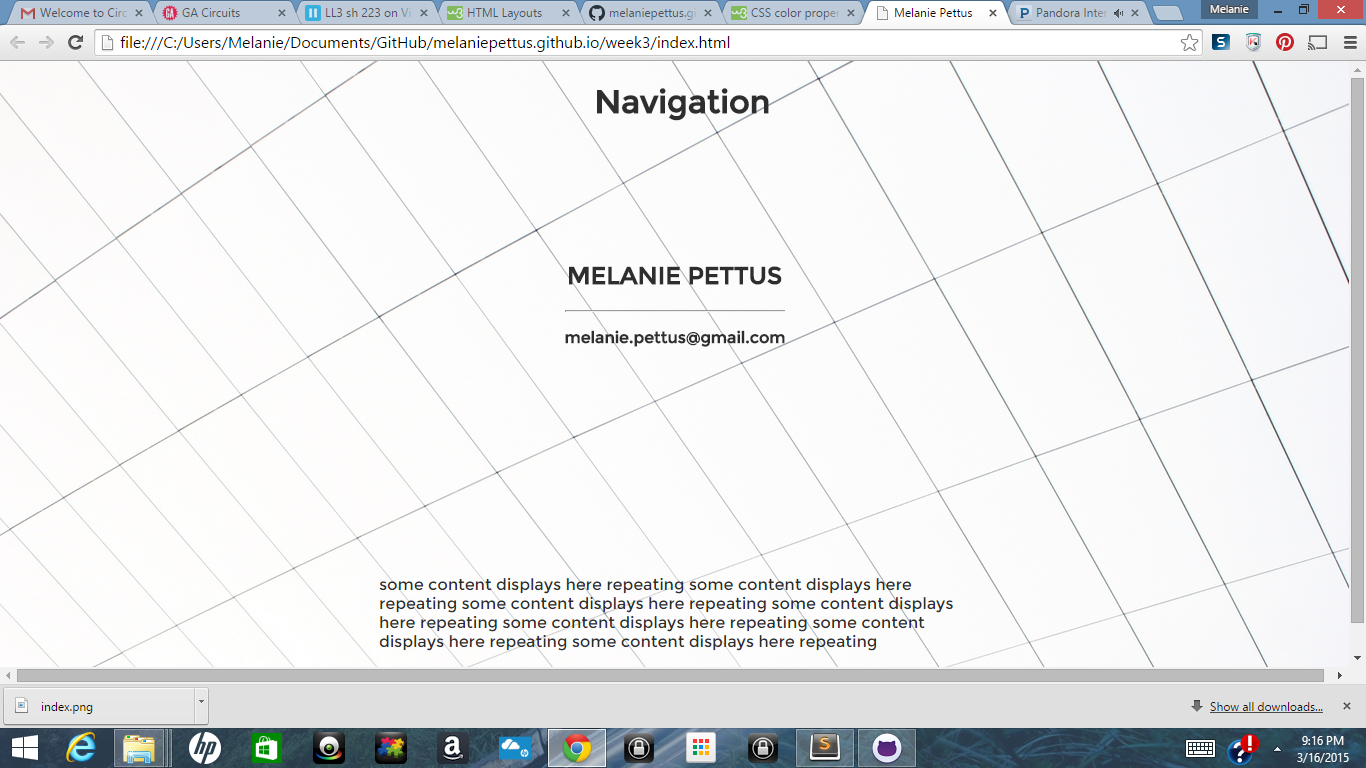 Melanie
Welcome to Circ
GA Circuits
LL3 sh 223 on Vi
HTML Layouts
melaniepettus.gi
CSS color proper
Melanie Pettus
Pandora Inter
file:///C:/Users/Melanie/Documents/GitHub/melaniepettus.github.io/week3/index.html
Navigation
MELANIE PETTUS
melanie.pettus@gmail.com
some content displays here repeating some content displays here
repeating some content displays here repeating some content displays
here repeating some content displays here repeating some content
displays here repeating some content displays here repeating
index.png
Show all downloads...
9:16 PM
3/16/2015